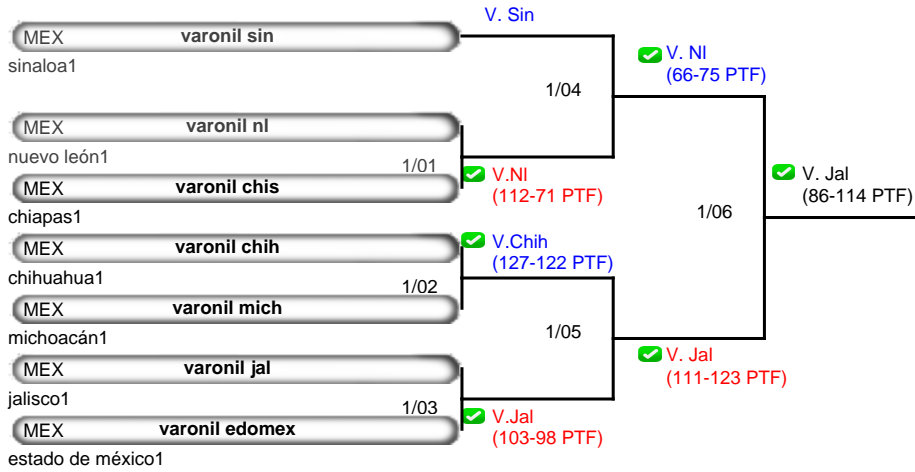 V. Sin
MEX varonil sin
sinaloa1
V. Nl
(66-75 PTF)
1/04
MEX varonil nl
nuevo león1
1/01
V.Nl
(112-71 PTF)
MEX varonil chis
chiapas1
V. Jal
(86-114 PTF)
1/06
MEX varonil chih
chihuahua1
V.Chih
(127-122 PTF)
1/02
MEX varonil mich
michoacán1
1/05
V. Jal
(111-123 PTF)
MEX varonil jal
jalisco1
1/03
V.Jal
(103-98 PTF)
MEX varonil edomex
estado de méxico1